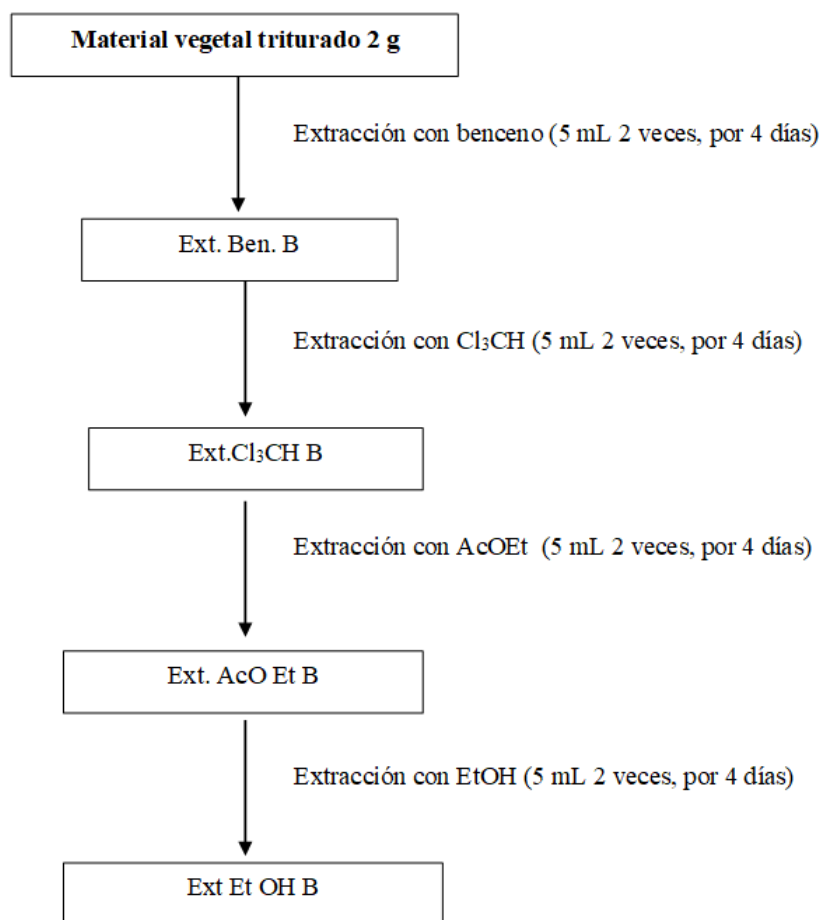 Material vegetal triturado 2 g
Extracción con benceno (5 mL 2 veces, por 4 días)
Ext. Ben. B
Extracción con Cl₃CH (5 mL 2 veces, por 4 días)
Ext.Cl₃CH B
Extracción con AcOEt (5 mL 2 veces, por 4 días)
Ext. AcO Et B
Extracción con EtOH (5 mL 2 veces, por 4 días)
Ext Et OH B